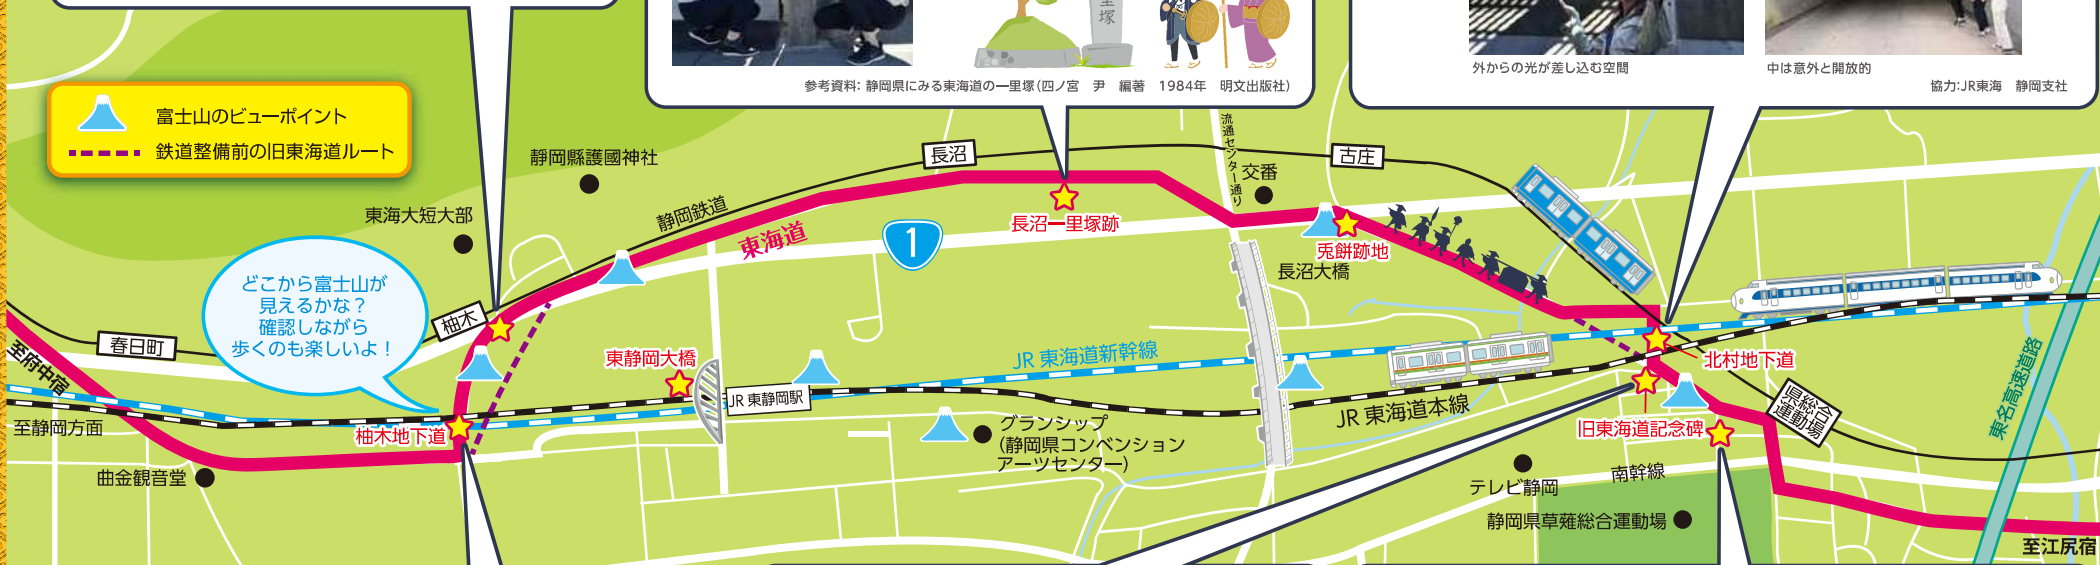 里
塚
参考資料：静岡県にみる東海道の一里塚（四ノ宮　尹　編著　1984年　明文出版社）
外からの光が差し込む空間
中は意外と開放的
協力:JR東海　静岡支社
富士山のビューポイント
鉄道整備前の旧東海道ルート
静岡縣護國神社
東海大短大部
長沼
静岡鉄道
東海道
1
長沼一里塚跡
流通センター通り
交番
古庄
兎餅跡地
長沼大橋
どこから富士山が
見えるかな？
確認しながら
歩くのも楽しいよ！
柚木
春日町
至府中宿
至静岡方面
曲金観音堂
柚木地下道
東静岡大橋
JR 東静岡駅
JR 東海道新幹線
グランシップ
（静岡県コンベンション
アーツセンター）
JR 東海道本線
北村地下道
旧東海道記念碑
県総合
運動場
東名高速道路
テレビ静岡
南幹線
静岡県草薙総合運動場
至江尻宿